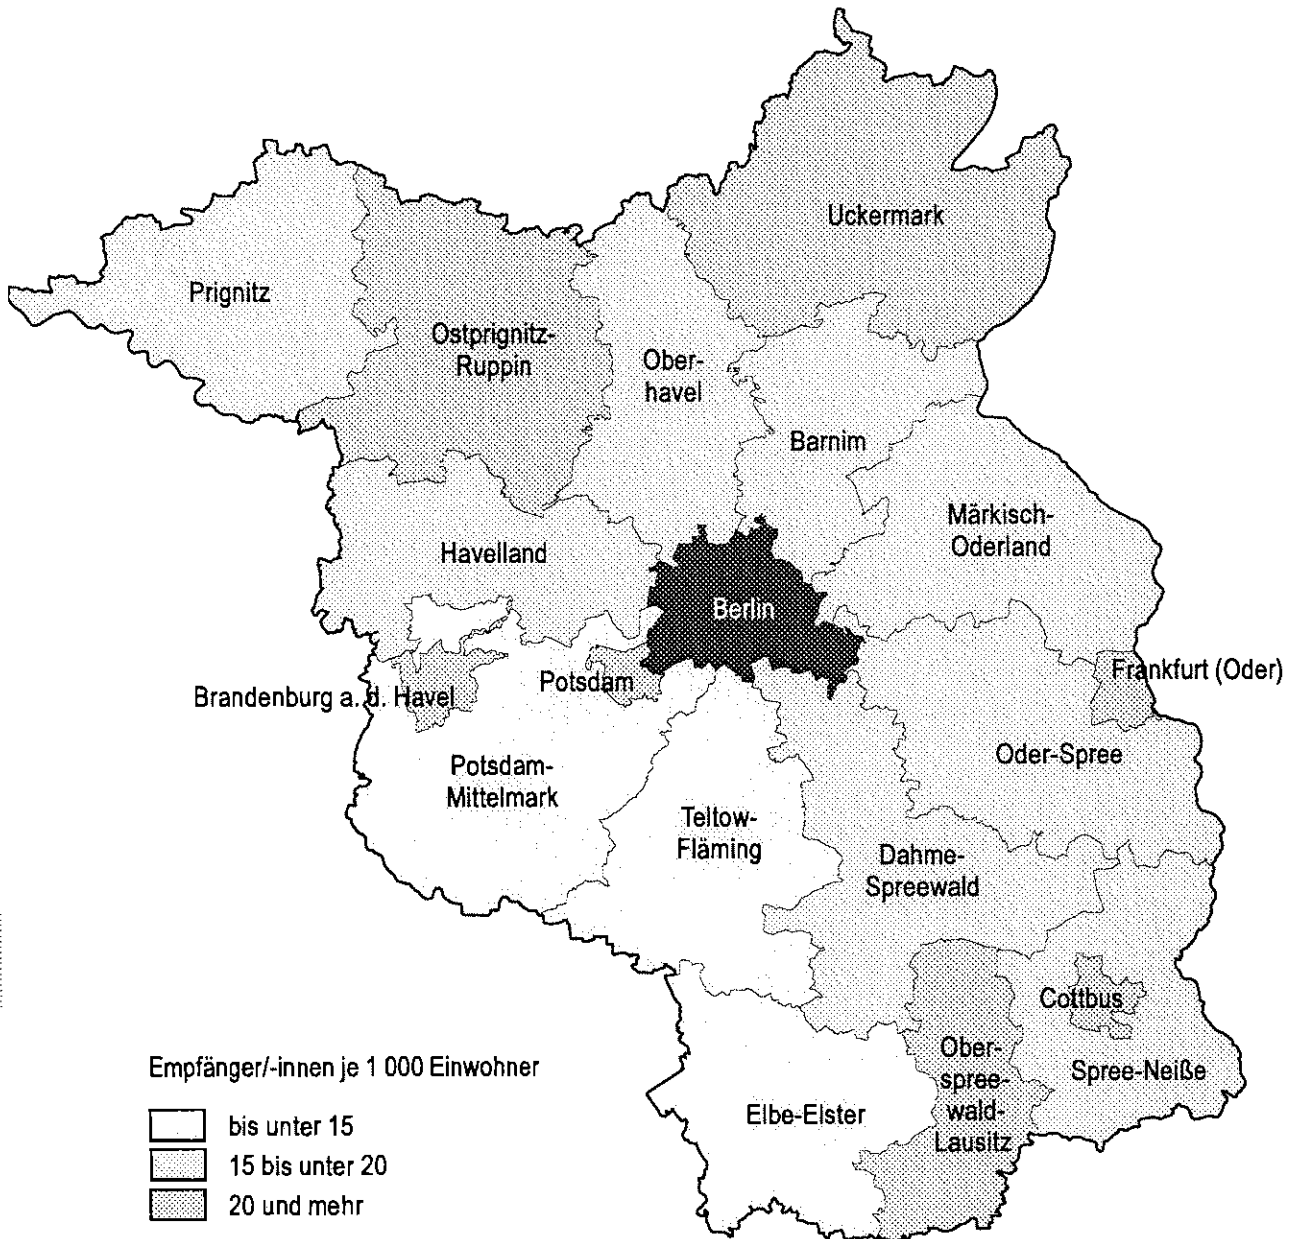 Uckermark
Prignitz
Ostprignitz-
Ruppin
Ober-
havel
Barnim
Märkisch-
Oderland
Havelland
Berlin
Frankfurt (Oder)
Brandenburg a. d. Havel
Potsdam
Oder-Spree
Potsdam-
Mittelmark
Teltow-
Fläming
Dahme-
Spreewald
Cottbus
Ober-
spree-
wald-
Lausitz
Spree-Neiße
Elbe-Elster
Empfänger/-innen je 1 000 Einwohner
bis unter 15
15 bis unter 20
20 und mehr